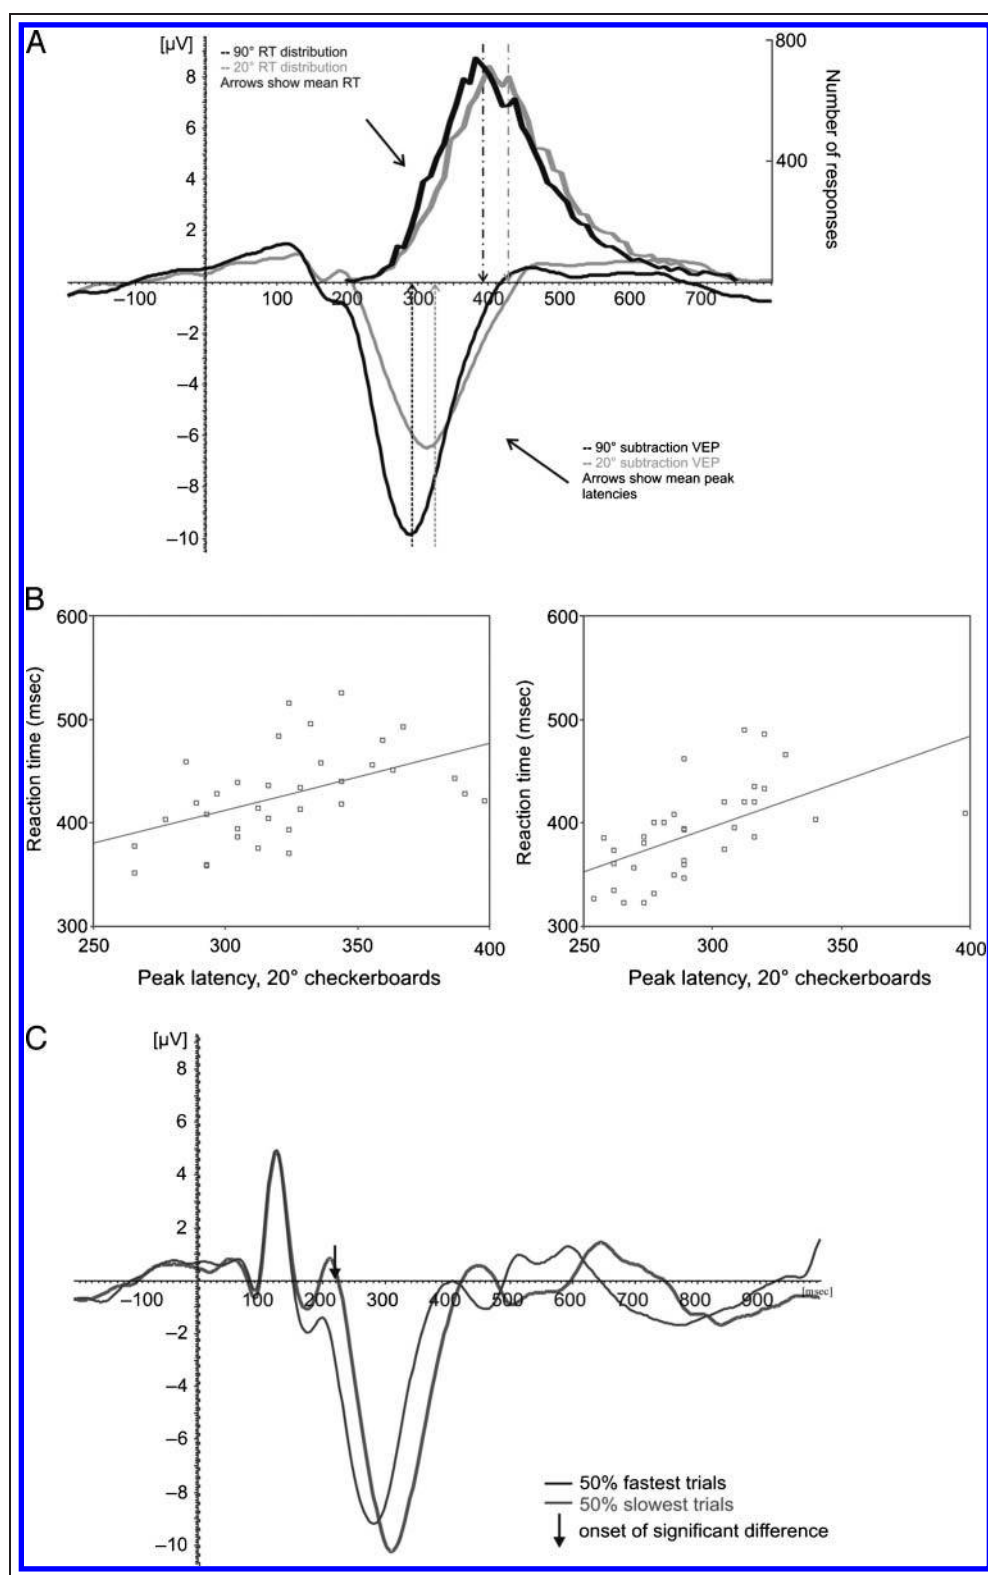 A
[µV]
-- 90° RT distribution
-- 20° RT distribution
Arrows show mean RT
800
400
Number of responses
8
6
4
2
−100
100
200
300
400
500
600
700
−2
−4
−6
−8
−10
-- 90° subtraction VEP
-- 20° subtraction VEP
Arrows show mean peak
latencies
B
600
500
400
300
Reaction time (msec)
250
300
350
400
Peak latency, 20° checkerboards
600
500
400
300
Reaction time (msec)
250
300
350
400
Peak latency, 20° checkerboards
C
[µV]
8
6
4
2
−100
100
200
300
400
500
600
700
800
900
[msec]
−2
−4
−6
−8
−10
50% fastest trials
50% slowest trials
onset of significant difference